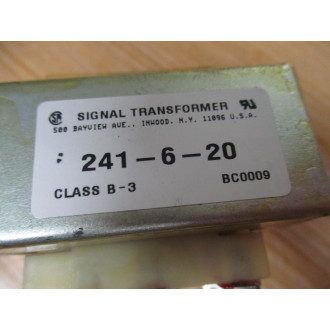 SIGNAL TRANSFORMER
500 BAYVIEW AVE., INWOOD, N.Y. 11096 U.S.A.
241-6-20
CLASS B-3
BC0009